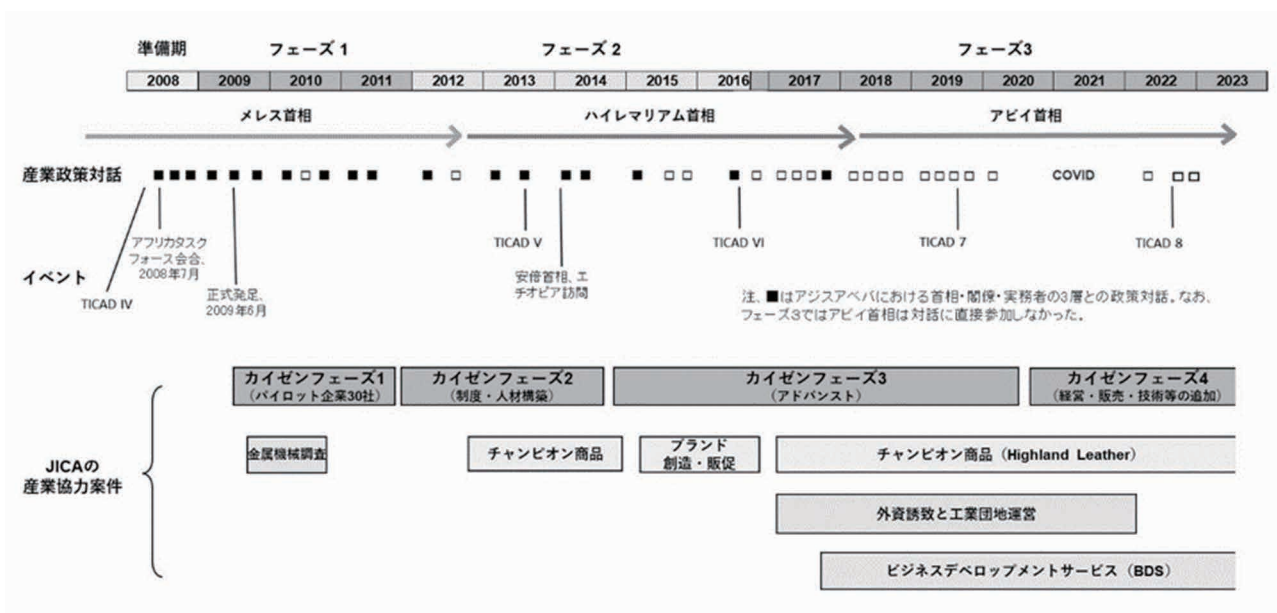 準備期 フェーズ 1 フェーズ 2 フェーズ3
2008 2009 2010 2011 2012 2013 2014 2015 2016 2017 2018 2019 2020 2021 2022 2023
メレス首相 ハイレマリアム首相 アビイ首相
産業政策対話 ■ ■ ■ ■ ■ ■ ■ □ ■ ■ ■ ■ □ ■ ■ ■ ■ ■ □ □ ■ □ □ □ □ ■ □ □ □ □ □ □ □ □ □ COVID □ □ □
イベント
TICAD IV
アフリカタスク
フォース会合、
2008年7月
正式発足、
2009年6月
TICAD V
安倍首相、エ
チオピア訪問
TICAD VI
TICAD 7
TICAD 8
注、■はアジスアベバにおける首相・閣僚・実務者の3層との政策対話。なお、
フェーズ3ではアビイ首相は対話に直接参加しなかった。
JICAの
産業協力案件
カイゼンフェーズ1
(パイロット企業30社)
カイゼンフェーズ2
(制度・人材構築)
カイゼンフェーズ3
(アドバンスト)
カイゼンフェーズ4
(経営・販売・技術等の追加)
金属機械調査
チャンピオン商品
ブランド
創造・販促
チャンピオン商品(Highland Leather)
外資誘致と工業団地運営
ビジネスデベロップメントサービス(BDS)